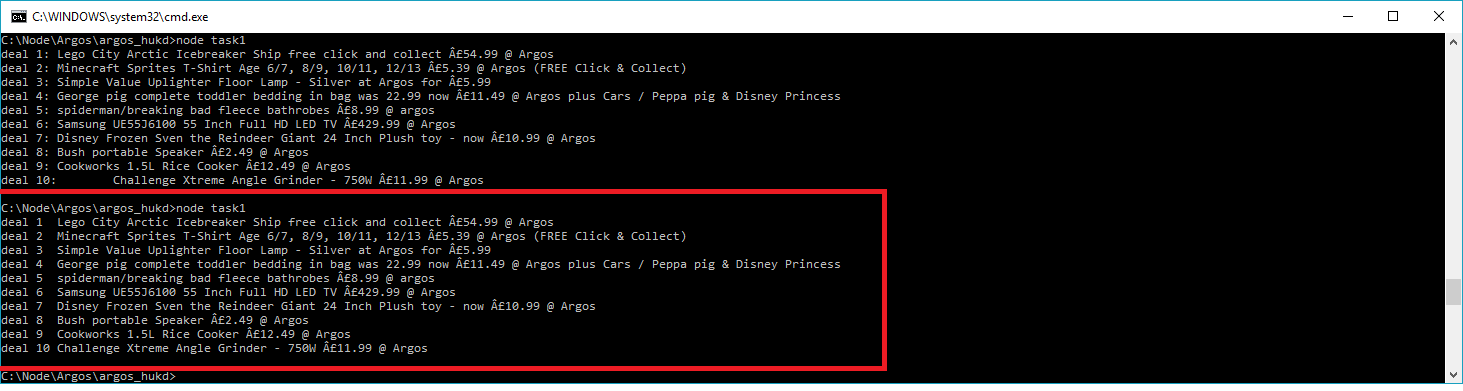 C:\WINDOWS\system32\cmd.exe
C:\Node\Argos\argos_hukd>node task1
deal 1: Lego City Arctic Icebreaker Ship free click and collect Â£54.99 @ Argos
deal 2: Minecraft Sprites T-Shirt Age 6/7, 8/9, 10/11, 12/13 Â£5.39 @ Argos (FREE Click & Collect)
deal 3: Simple Value Uplighter Floor Lamp - Silver at Argos for Â£5.99
deal 4: George pig complete toddler bedding in bag was 22.99 now Â£11.49 @ Argos plus Cars / Peppa pig & Disney Princess
deal 5: spiderman/breaking bad fleece bathrobes Â£8.99 @ argos
deal 6: Samsung UE55J6100 55 Inch Full HD LED TV Â£429.99 @ Argos
deal 7: Disney Frozen Sven the Reindeer Giant 24 Inch Plush toy - now Â£10.99 @ Argos
deal 8: Bush portable Speaker Â£2.49 @ Argos
deal 9: Cookworks 1.5L Rice Cooker Â£12.49 @ Argos
deal 10:        Challenge Xtreme Angle Grinder - 750W Â£11.99 @ Argos
C:\Node\Argos\argos_hukd>node task1
deal 1  Lego City Arctic Icebreaker Ship free click and collect Â£54.99 @ Argos
deal 2  Minecraft Sprites T-Shirt Age 6/7, 8/9, 10/11, 12/13 Â£5.39 @ Argos (FREE Click & Collect)
deal 3  Simple Value Uplighter Floor Lamp - Silver at Argos for Â£5.99
deal 4  George pig complete toddler bedding in bag was 22.99 now Â£11.49 @ Argos plus Cars / Peppa pig & Disney Princess
deal 5  spiderman/breaking bad fleece bathrobes Â£8.99 @ argos
deal 6  Samsung UE55J6100 55 Inch Full HD LED TV Â£429.99 @ Argos
deal 7  Disney Frozen Sven the Reindeer Giant 24 Inch Plush toy - now Â£10.99 @ Argos
deal 8  Bush portable Speaker Â£2.49 @ Argos
deal 9  Cookworks 1.5L Rice Cooker Â£12.49 @ Argos
deal 10 Challenge Xtreme Angle Grinder - 750W Â£11.99 @ Argos
C:\Node\Argos\argos_hukd>